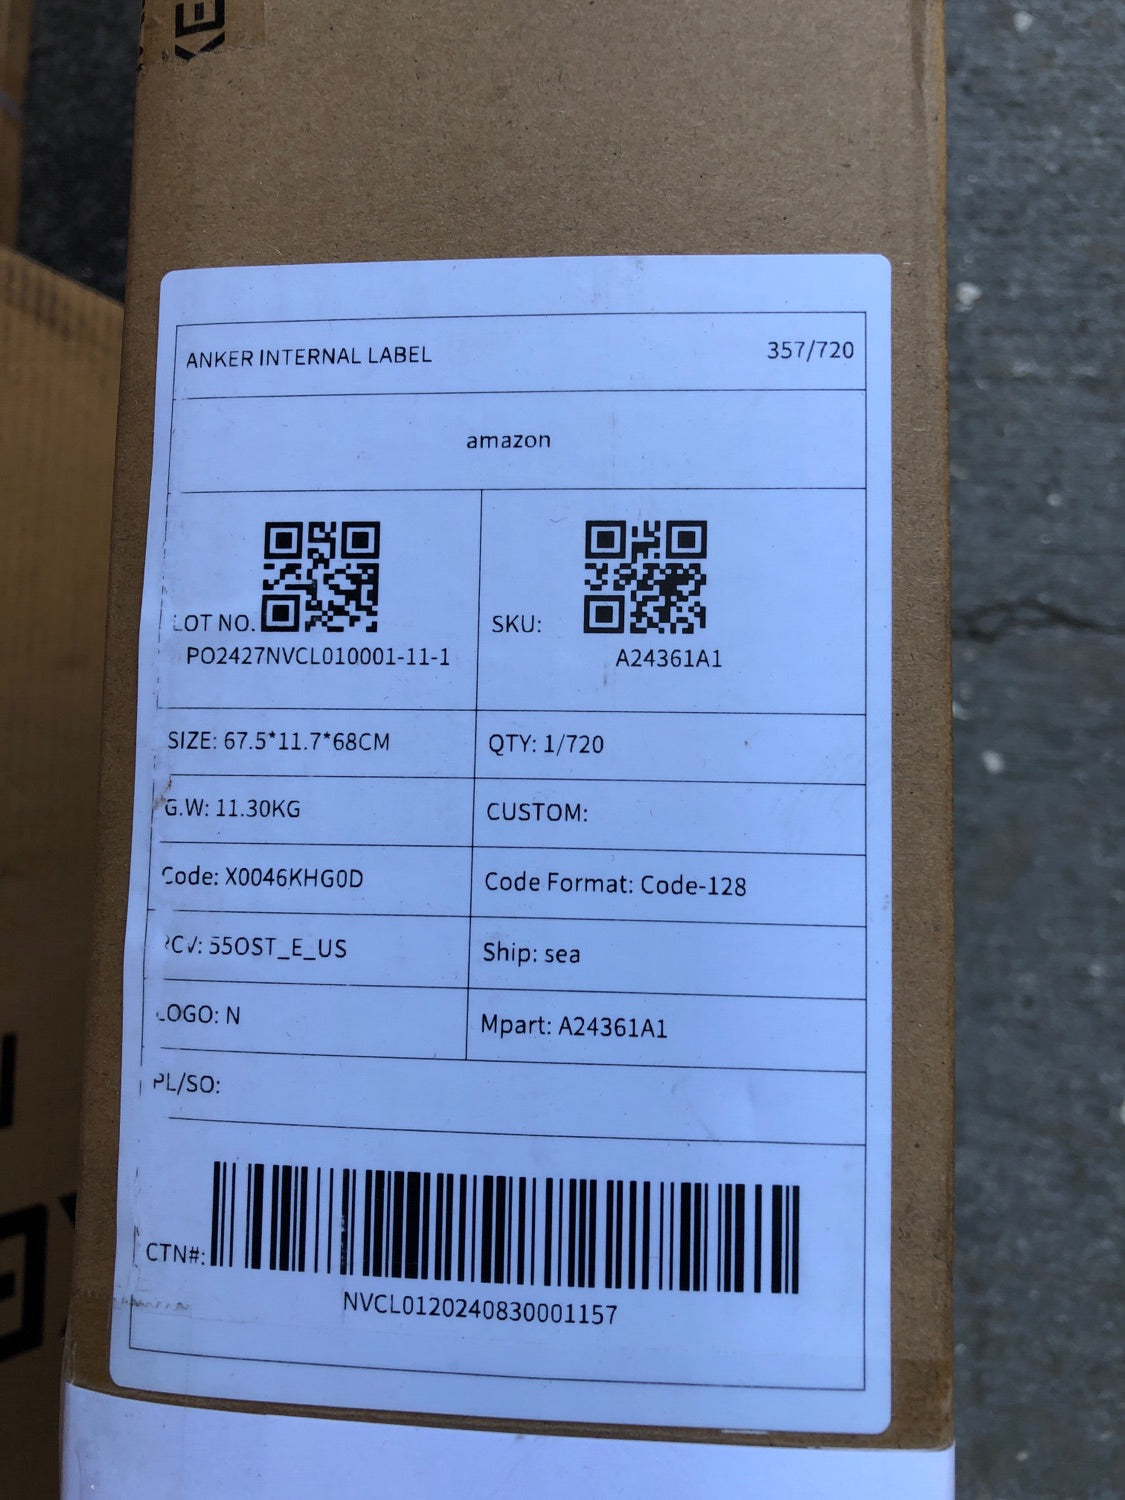 ANKER INTERNAL LABEL 357/720
amazon
LOT NO. SKU:
PO2427NVCL010001-11-1 A24361A1
SIZE: 67.5*11.7*68CM QTY: 1/720
G.W: 11.30KG CUSTOM:
Code: X0046KHG0D Code Format: Code-128
PCV: 55OST_E_US Ship: sea
LOGO: N Mpart: A24361A1
PL/SO:
CTN#:
NVCL0120240830001157